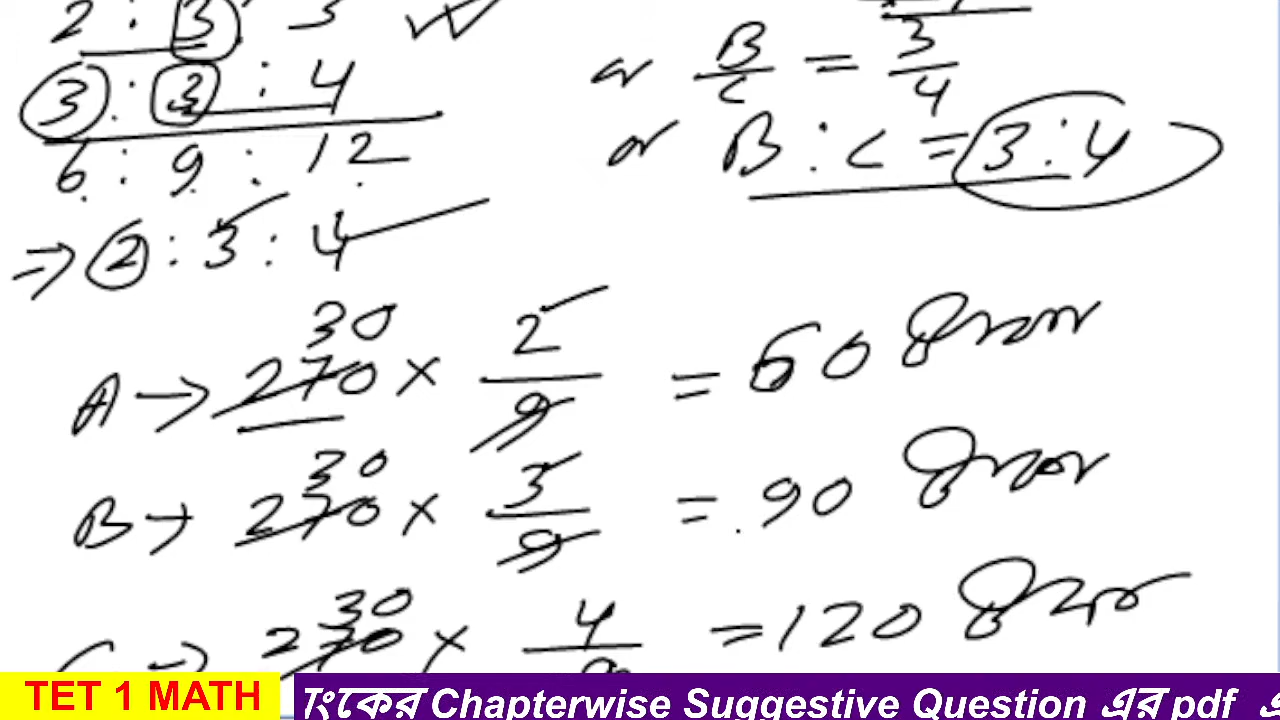 2 : 3 : 3
3 : 3 : 4
6 : 9 : 12
⇒ 2 : 3 : 4
or B/C = 3/4
or B : C = 3:4
30
A → 270 × 2/9 = 60 টাকা
30
B → 270 × 3/9 = 90 টাকা
30
C → 270 × 4/9 = 120 টাকা
TET 1 MATH
অংকের Chapterwise Suggestive Question এর pdf